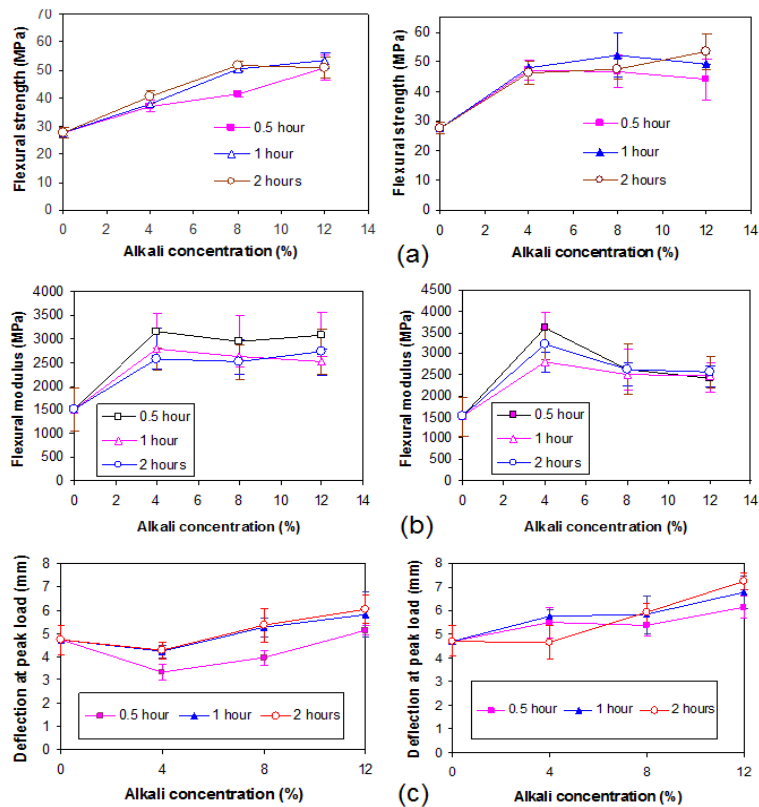 70
60
50
40
30
20
10
0
Flexural strength (MPa)
0.5 hour
1 hour
2 hours
0 2 4 6 8 10 12 14
Alkali concentration (%)
60
50
40
30
20
10
0
Flexural strength (MPa)
0.5 hour
1 hour
2 hours
0 2 4 6 8 10 12 14
Alkali concentration (%)
(a)
4000
3500
3000
2500
2000
1500
1000
500
0
Flexural modulus (MPa)
0.5 hour
1 hour
2 hours
0 2 4 6 8 10 12 14
Alkali concentration (%)
4500
4000
3500
3000
2500
2000
1500
1000
500
0
Flexural modulus (MPa)
0.5 hour
1 hour
2 hours
0 2 4 6 8 10 12 14
Alkali concentration (%)
(b)
8
7
6
5
4
3
2
1
0
Deflection at peak load (mm)
0.5 hour 1 hour 2 hours
0 4 8 12
Alkali concentration (%)
8
7
6
5
4
3
2
1
0
Deflection at peak load (mm)
0.5 hour 1 hour 2 hours
0 4 8 12
Alkali concentration (%)
(c)